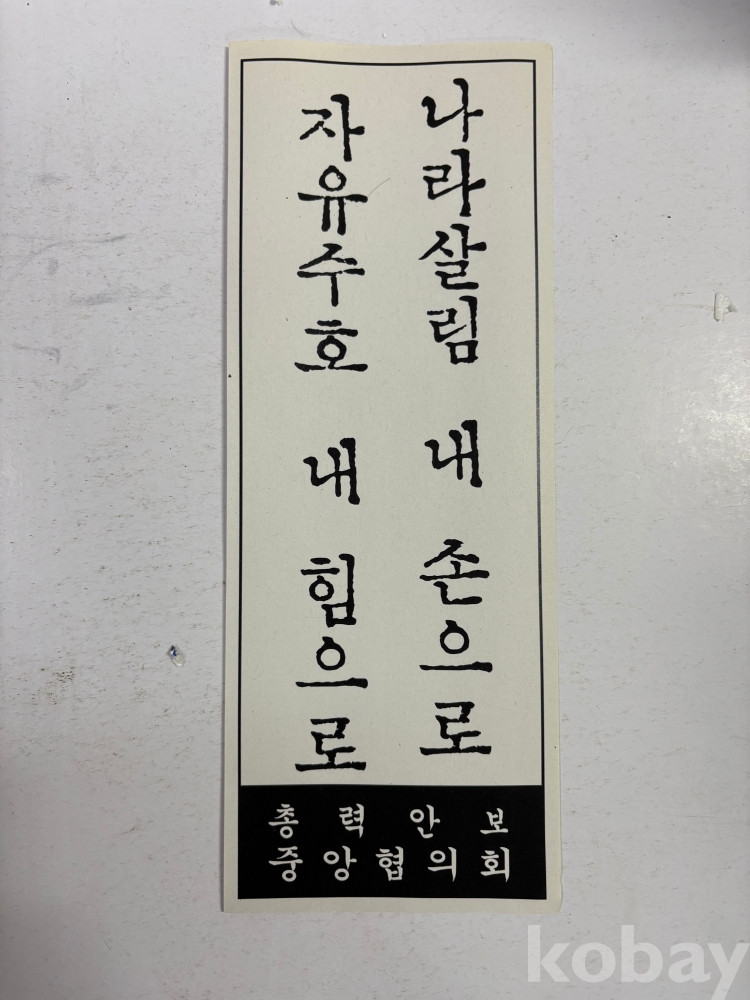 나라살림 내 손으로
자유수호 내 힘으로
총력안보
중앙협의회
kobay